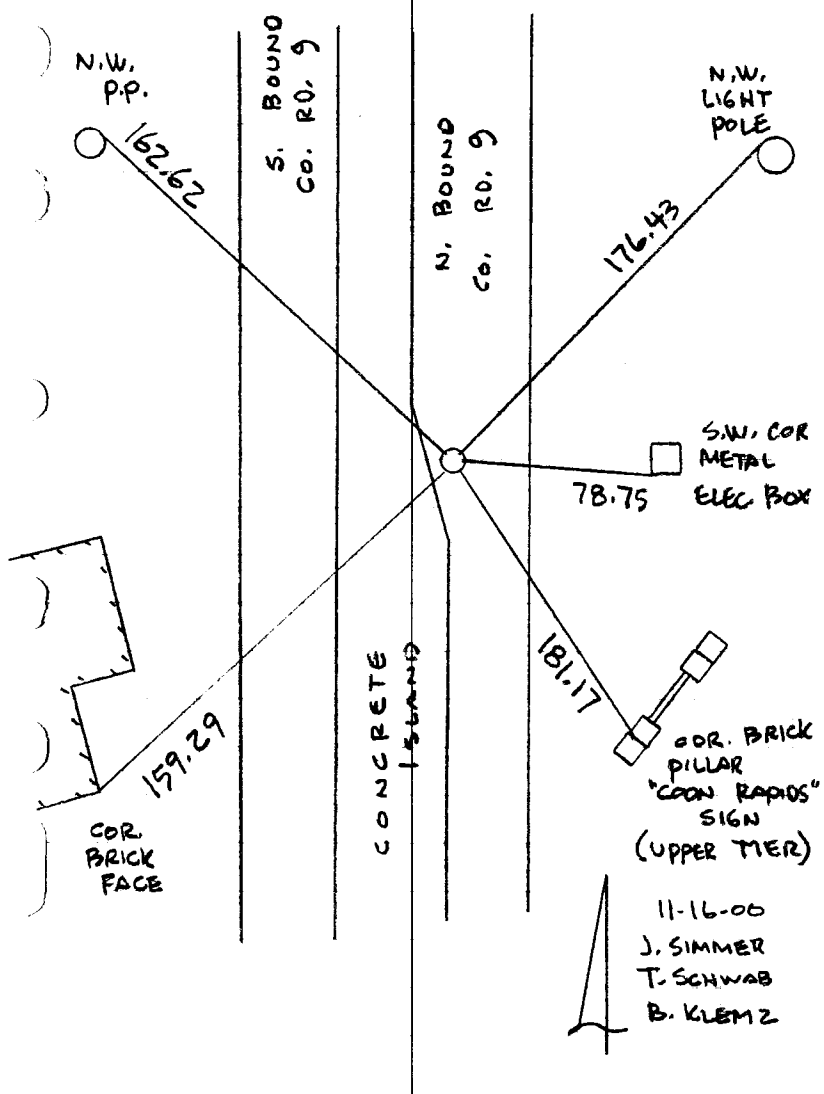 N.W.
P.P.
162.62
S. BOUND
CO. RD. 9
N. BOUND
CO. RD. 9
N.W.
LIGHT
POLE
176.43
S.W. COR
METAL
ELEC. BOX
78.75
181.17
COR. BRICK
PILLAR
"COON RAPIDS"
SIGN
(UPPER TIER)
159.29
COR.
BRICK
FACE
CONCRETE
ISLAND
11-16-00
J. SIMMER
T. SCHWAB
B. KLEMZ